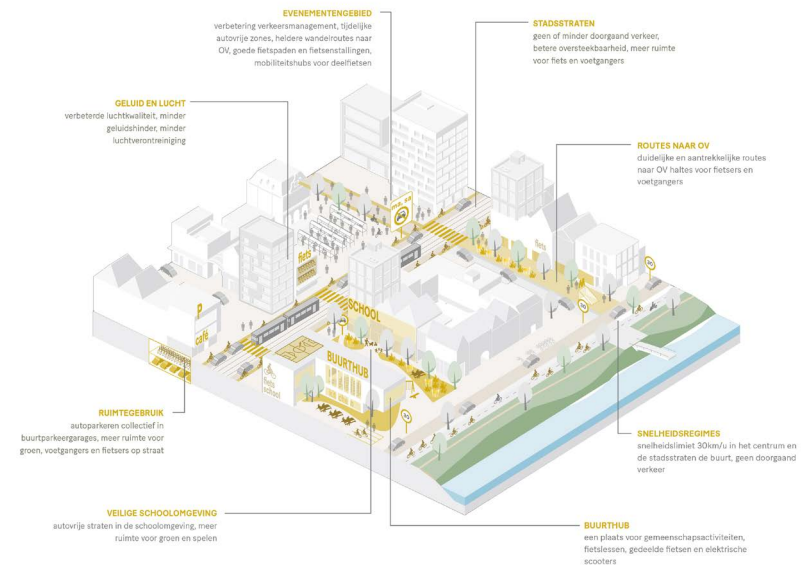 EVENEMENTENGEBIED
verbetering verkeersmanagement, tijdelijke
autovrije zones, heldere wandelroutes naar
OV, goede fietspaden en fietsenstallingen,
mobiliteitshubs voor deelfietsen
STADSSTRATEN
geen of minder doorgaand verkeer,
betere oversteekbaarheid, meer ruimte
voor fiets en voetgangers
GELUID EN LUCHT
verbeterde luchtkwaliteit, minder
geluidshinder, minder
luchtverontreiniging
ROUTES NAAR OV
duidelijke en aantrekkelijke routes
naar OV haltes voor fietsers en
voetgangers
fiets
fiets
30
30
P
café
SCHOOL
BUURTHUB
fiets
school
30
RUIMTEGEBRUIK
autoparkeren collectief in
buurtparkeergarages, meer ruimte voor
groen, voetgangers en fietsers op straat
SNELHEIDSREGIMES
snelheidslimiet 30km/u in het centrum en
de stadsstraten de buurt, geen doorgaand
verkeer
VEILIGE SCHOOLOMGEVING
autovrije straten in de schoolomgeving, meer
ruimte voor groen en spelen
BUURTHUB
een plaats voor gemeenschapsactiviteiten,
fietslessen, gedeelde fietsen en elektrische
scooters